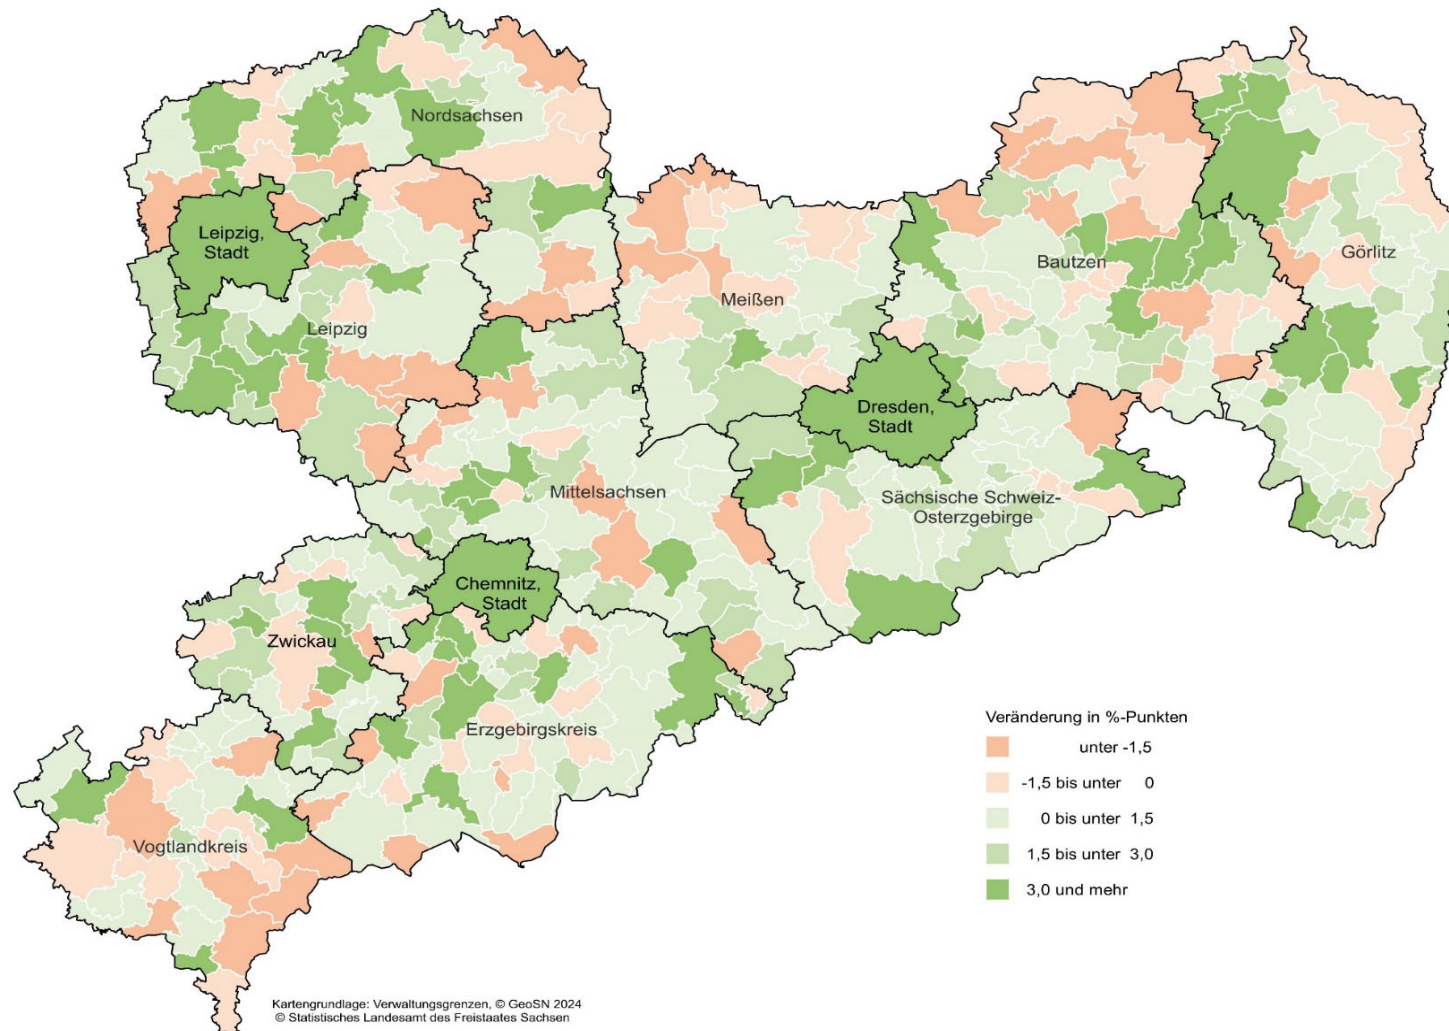 Nordsachsen
Leipzig,
Stadt
Leipzig
Meißen
Bautzen
Görlitz
Dresden,
Stadt
Mittelsachsen
Sächsische Schweiz-
Osterzgebirge
Chemnitz,
Stadt
Zwickau
Erzgebirgskreis
Vogtlandkreis
Veränderung in %-Punkten
unter -1,5
-1,5 bis unter 0
0 bis unter 1,5
1,5 bis unter 3,0
3,0 und mehr
Kartengrundlage: Verwaltungsgrenzen, © GeoSN 2024
© Statistisches Landesamt des Freistaates Sachsen